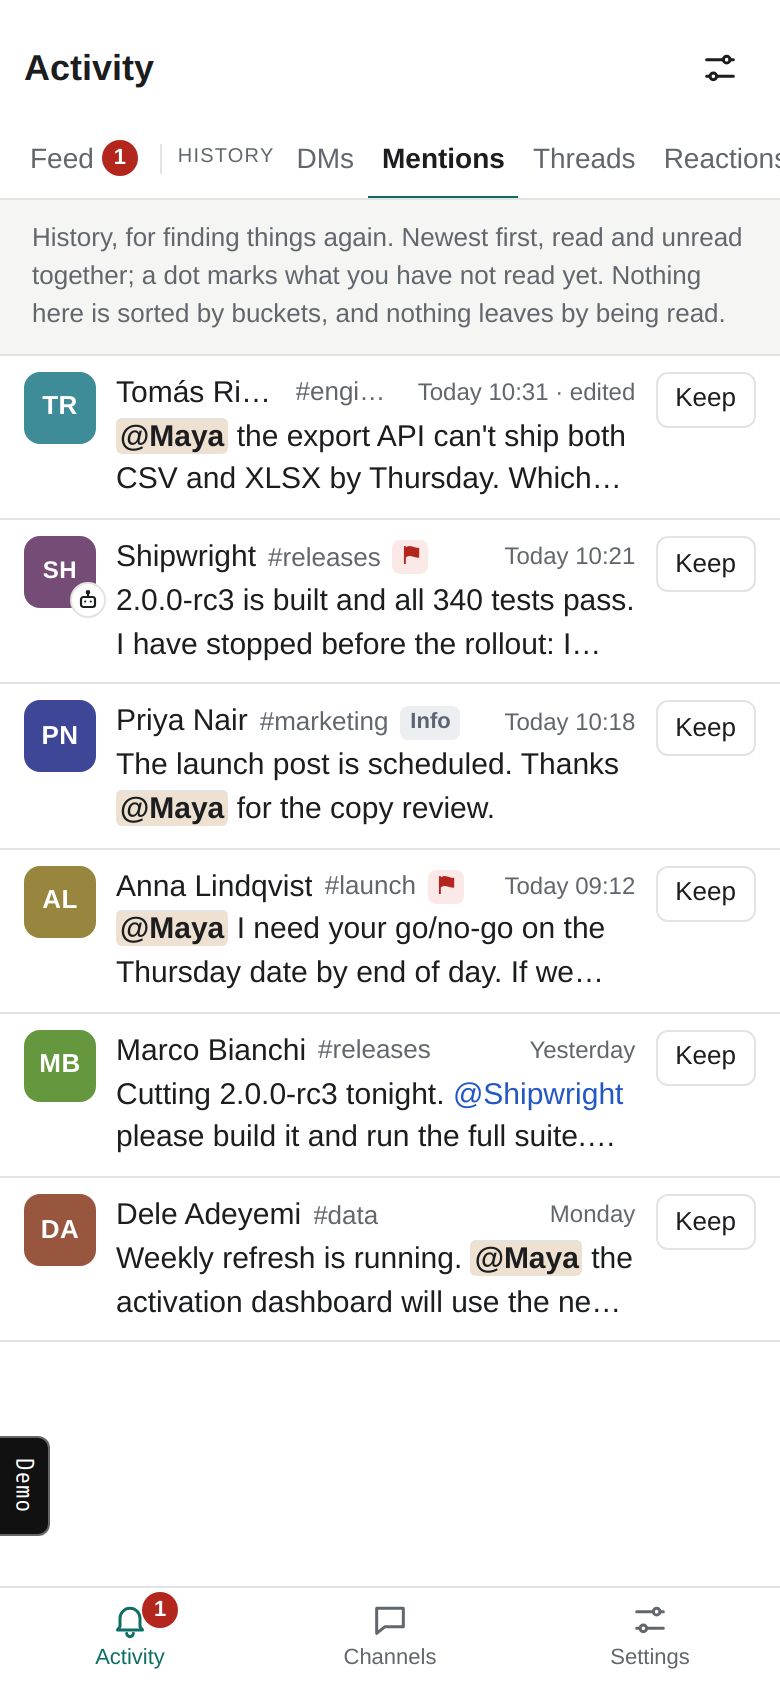 Activity
Feed 1 HISTORY DMs Mentions Threads Reactions
History, for finding things again. Newest first, read and unread
together; a dot marks what you have not read yet. Nothing
here is sorted by buckets, and nothing leaves by being read.
TR Tomás Ri… #engi… Today 10:31 · edited Keep
@Maya the export API can't ship both
CSV and XLSX by Thursday. Which…
SH Shipwright #releases Today 10:21 Keep
2.0.0-rc3 is built and all 340 tests pass.
I have stopped before the rollout: I…
PN Priya Nair #marketing Info Today 10:18 Keep
The launch post is scheduled. Thanks
@Maya for the copy review.
AL Anna Lindqvist #launch Today 09:12 Keep
@Maya I need your go/no-go on the
Thursday date by end of day. If we…
MB Marco Bianchi #releases Yesterday Keep
Cutting 2.0.0-rc3 tonight. @Shipwright
please build it and run the full suite.…
DA Dele Adeyemi #data Monday Keep
Weekly refresh is running. @Maya the
activation dashboard will use the ne…
Demo
1
Activity Channels Settings